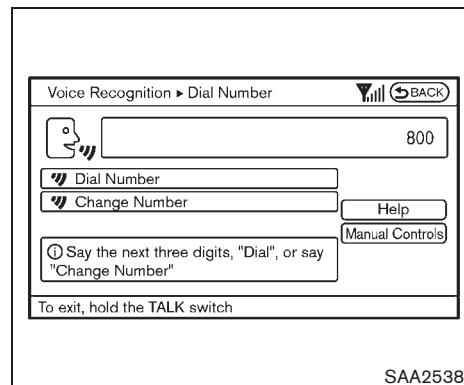 Voice Recognition ▸ Dial Number BACK
800
Dial Number
Change Number
Help
Manual Controls
Say the next three digits, "Dial", or say
"Change Number"
To exit, hold the TALK switch
SAA2538